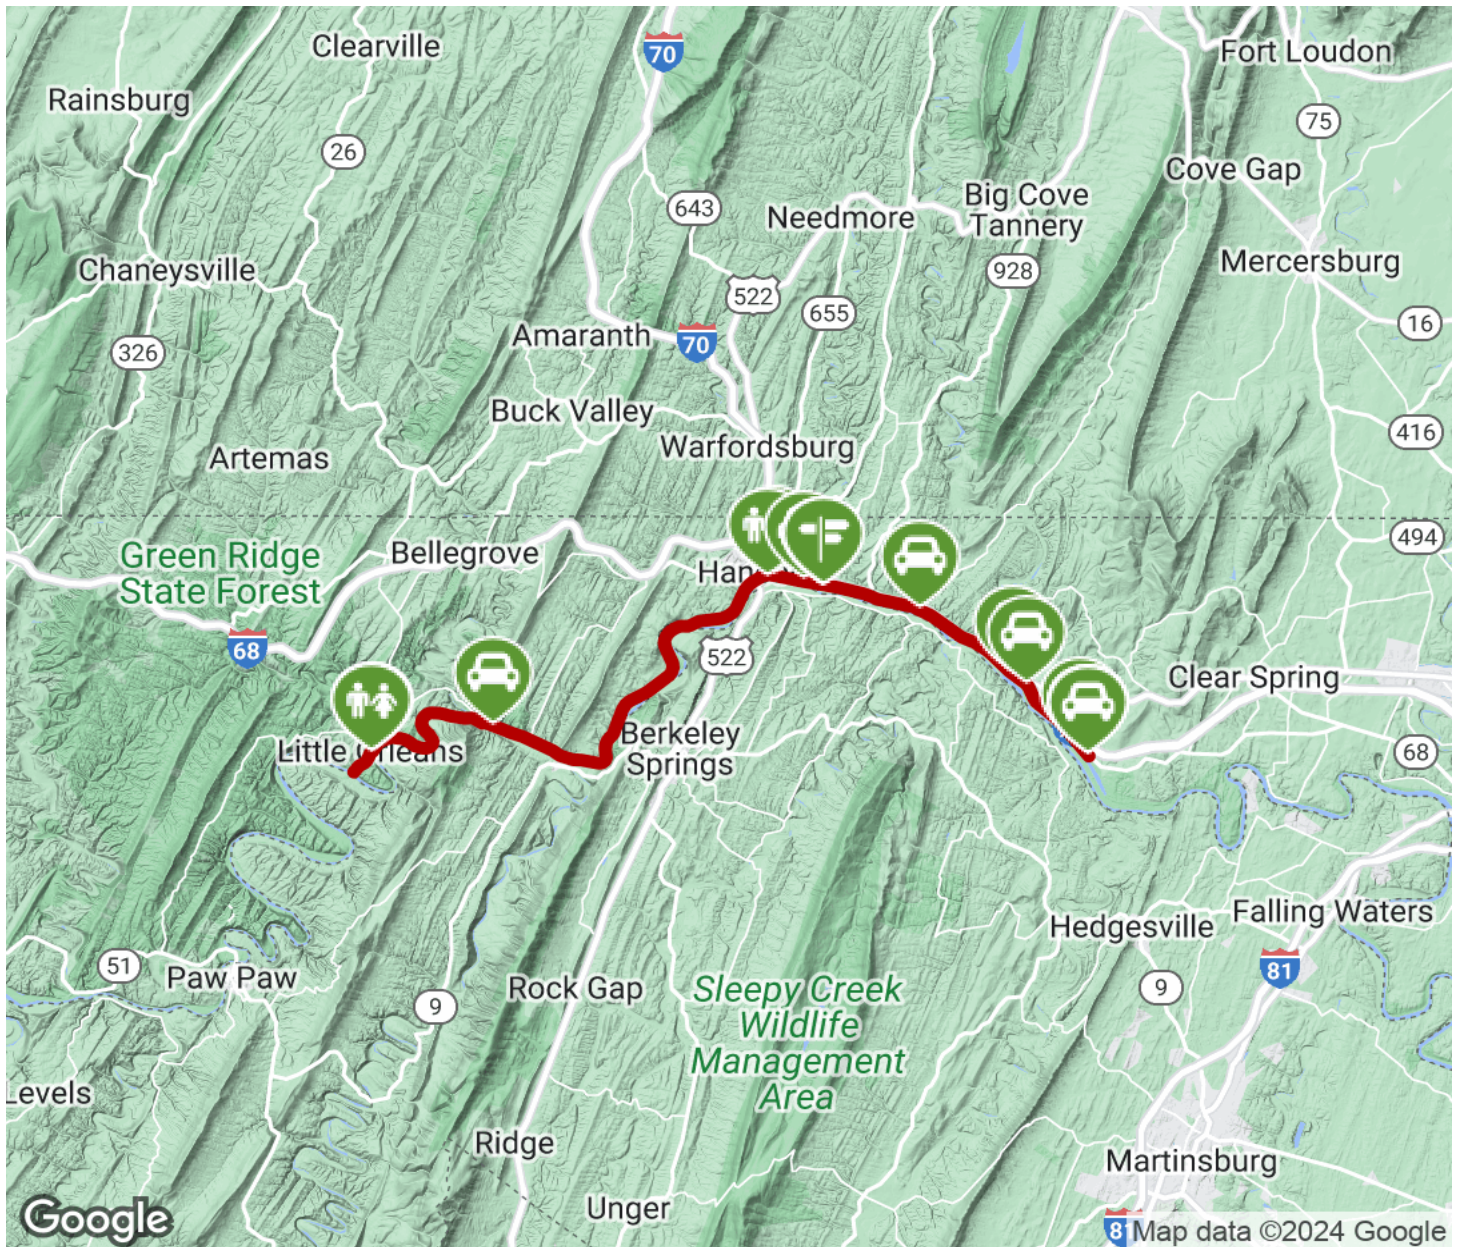 Clearville
70
Fort Loudon
Rainsburg
75
26
Cove Gap
643
Needmore
Big Cove
Tannery
Chaneysville
928
Mercersburg
522
655
16
Amaranth
70
326
Buck Valley
416
Warfordsburg
Artemas
494
Green Ridge
State Forest
Bellegrove
Han
68
522
Clear Spring
Little
leans
Berkeley
Springs
68
Hedgesville
Falling Waters
51
Paw Paw
81
Rock Gap
9
9
Sleepy Creek
Wildlife
Management
Area
Levels
Ridge
Martinsburg
Unger
Google
81
Map data ©2024 Google